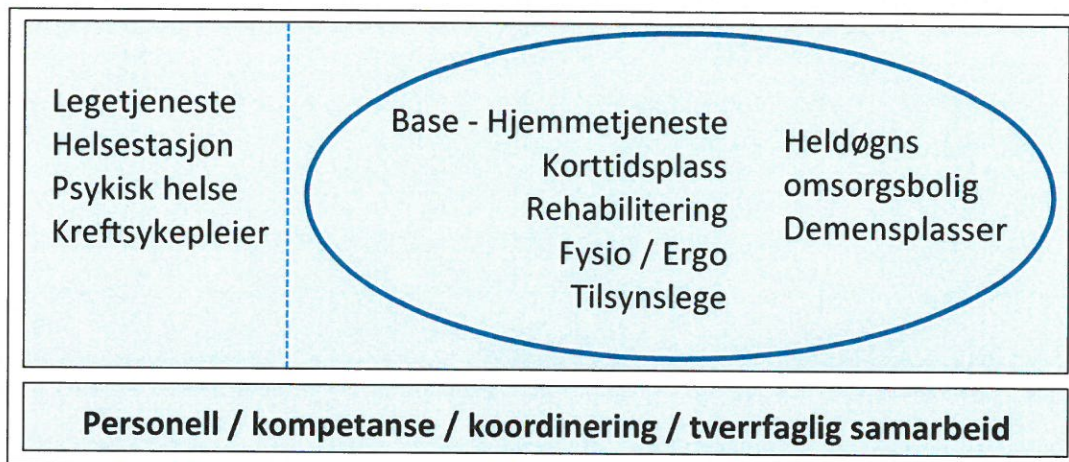 Legetjeneste
Helsestasjon
Psykisk helse
Kreftsykepleier
Base - Hjemmetjeneste
Korttidsplass
Rehabilitering
Fysio / Ergo
Tilsynslege
Heldøgns
omsorgsbolig
Demensplasser
Personell / kompetanse / koordinering / tverrfaglig samarbeid